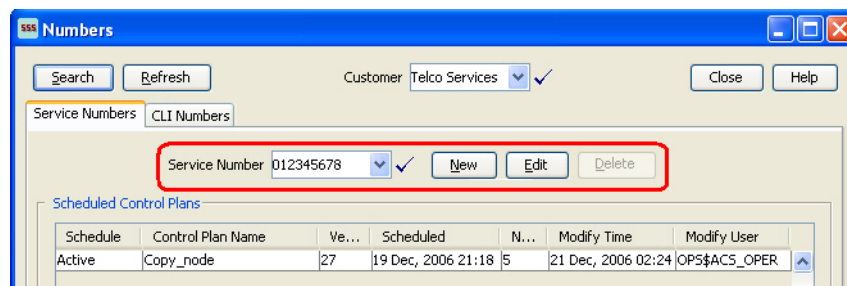 SSS Numbers
Search Refresh Customer Telco Services Close Help
Service Numbers CLI Numbers
Service Number 012345678 New Edit Delete
Scheduled Control Plans
Schedule Control Plan Name Ve... Scheduled N... Modify Time Modify User
Active Copy_node 27 19 Dec, 2006 21:18 5 21 Dec, 2006 02:24 OPS$ACS_OPER